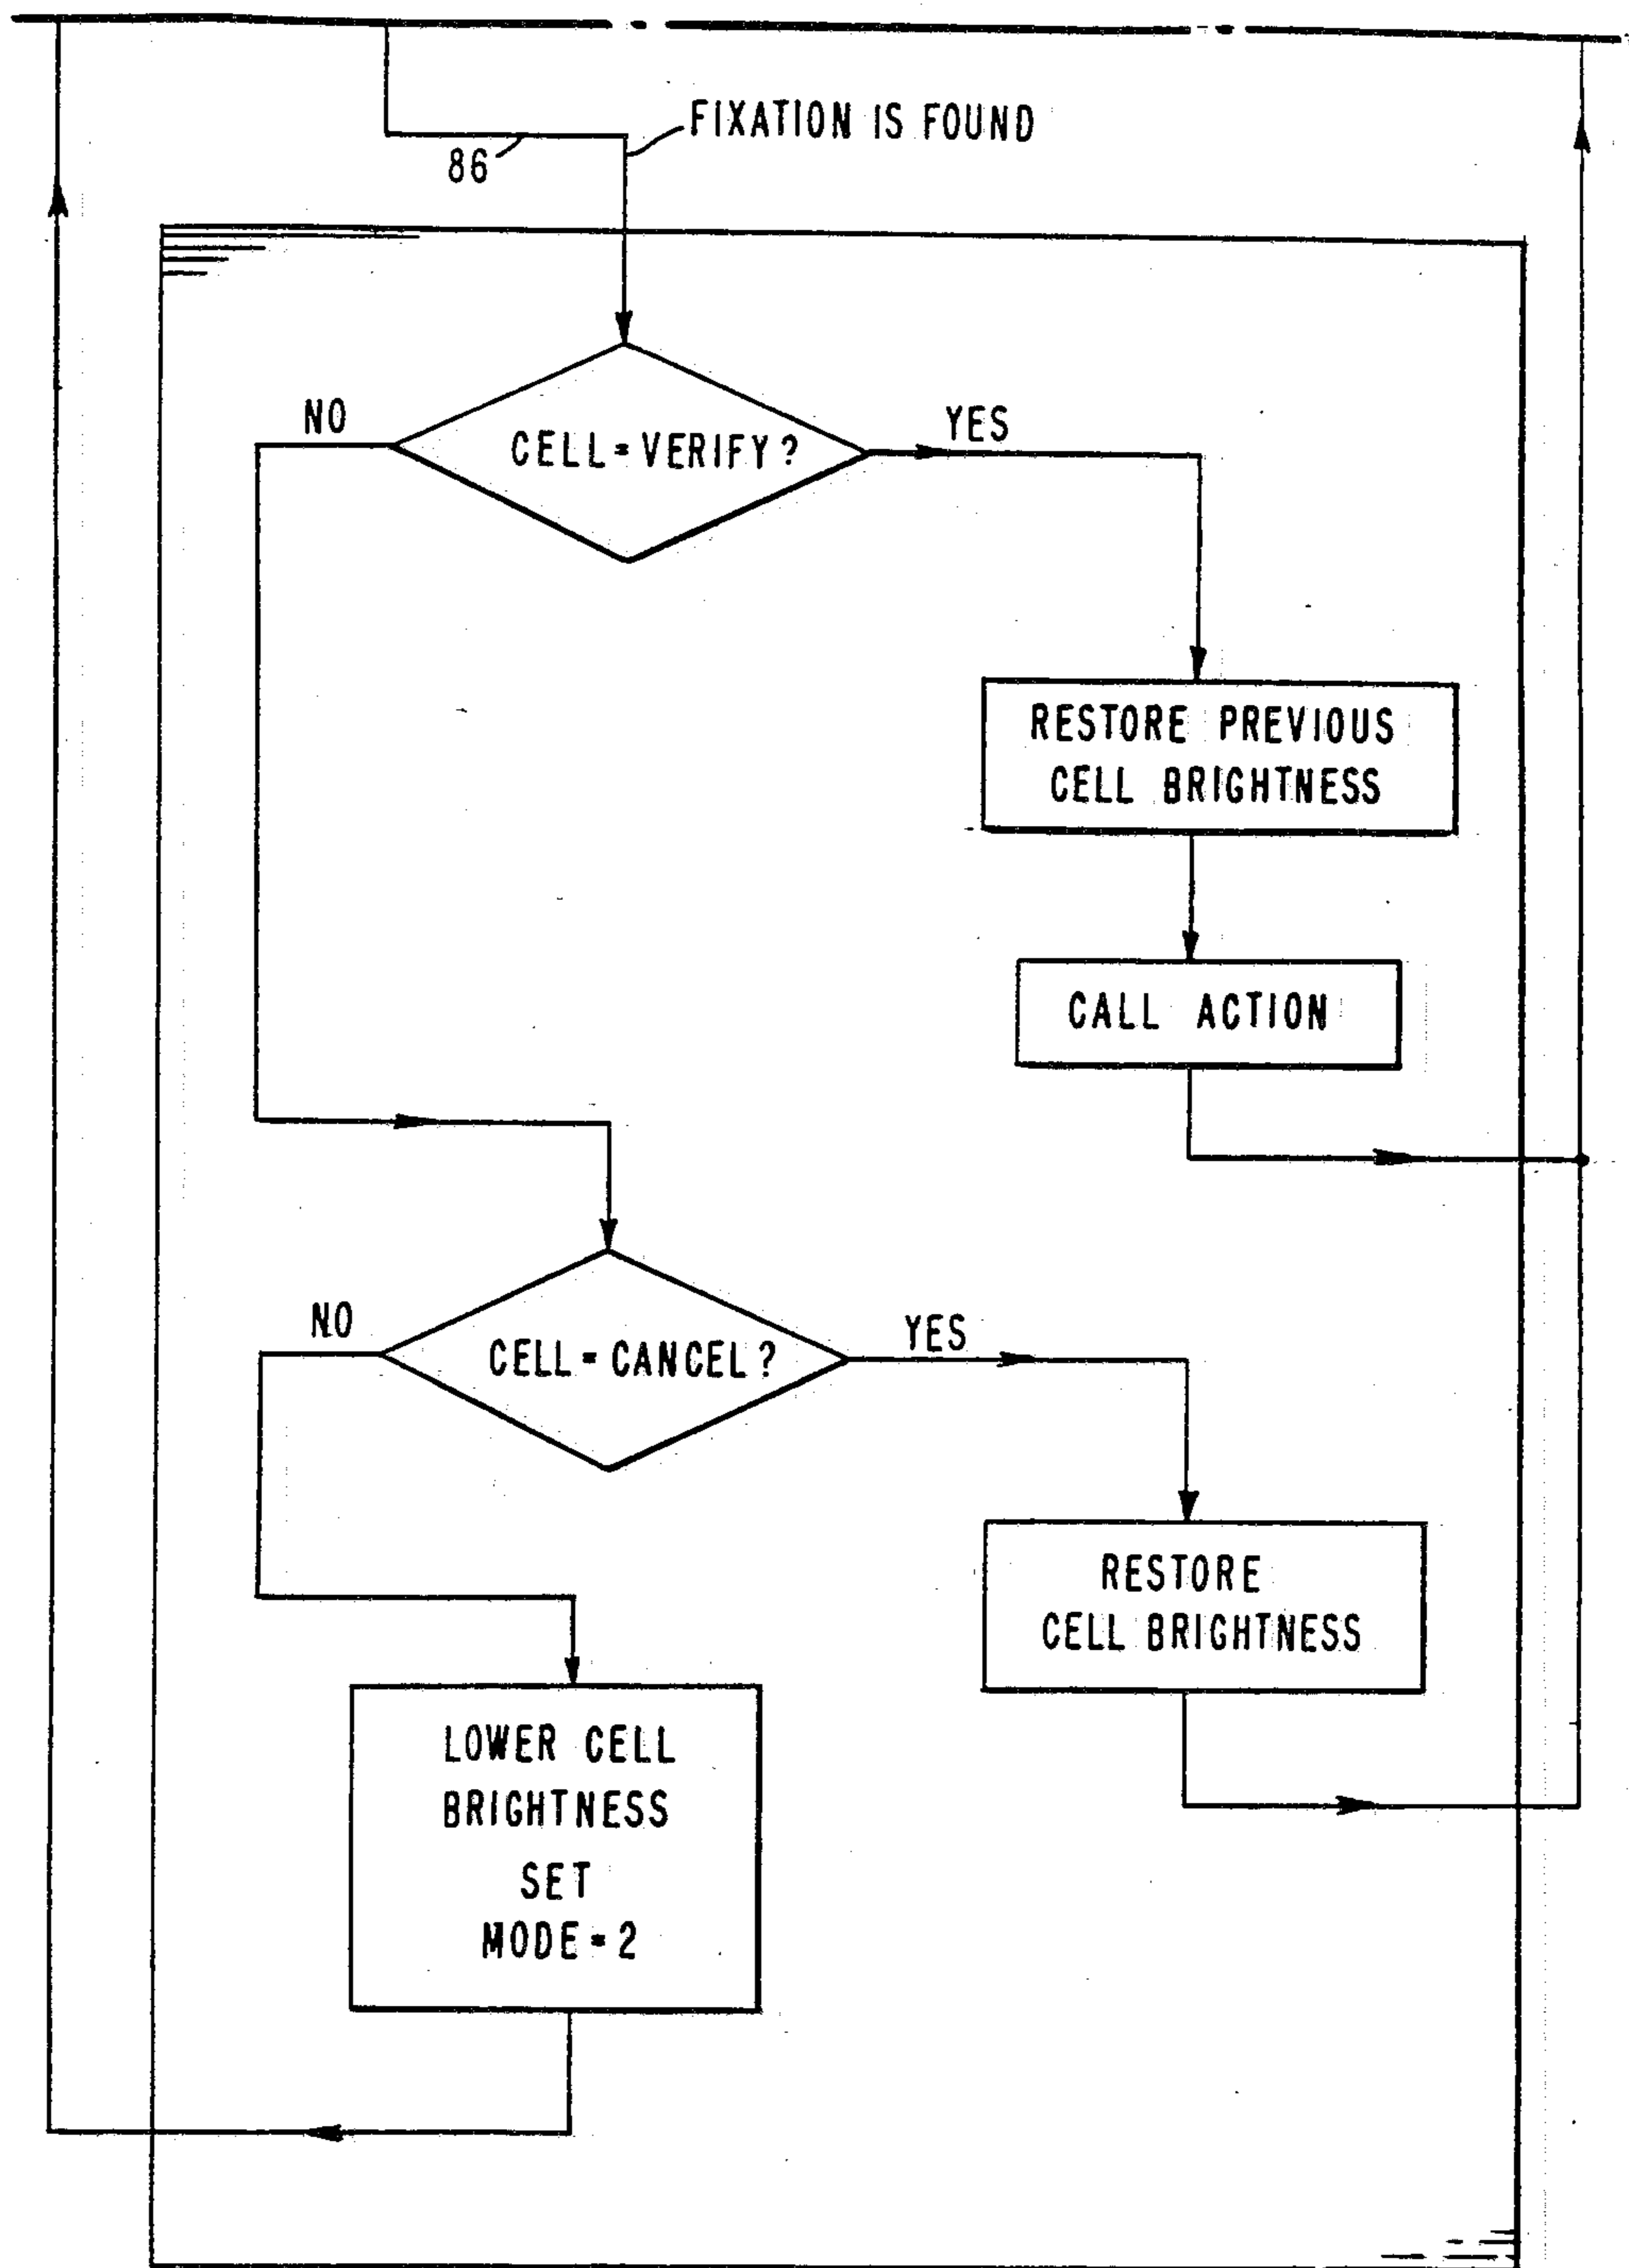 FIXATION IS FOUND
86
CELL=VERIFY?
NO
YES
RESTORE PREVIOUS
CELL BRIGHTNESS
CALL ACTION
CELL=CANCEL?
NO
YES
RESTORE
CELL BRIGHTNESS
LOWER CELL
BRIGHTNESS
SET
MODE=2